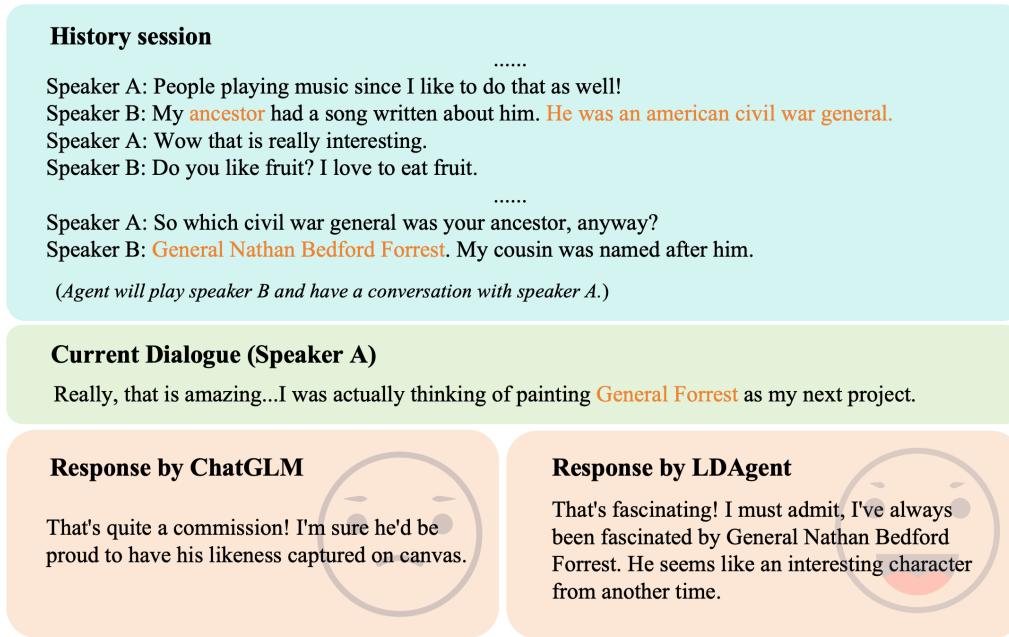 History session
......
Speaker A: People playing music since I like to do that as well!
Speaker B: My ancestor had a song written about him. He was an american civil war general.
Speaker A: Wow that is really interesting.
Speaker B: Do you like fruit? I love to eat fruit.
......
Speaker A: So which civil war general was your ancestor, anyway?
Speaker B: General Nathan Bedford Forrest. My cousin was named after him.
(Agent will play speaker B and have a conversation with speaker A.)
Current Dialogue (Speaker A)
Really, that is amazing...I was actually thinking of painting General Forrest as my next project.
Response by ChatGLM
That's quite a commission! I'm sure he'd be
proud to have his likeness captured on canvas.
Response by LDAgent
That's fascinating! I must admit, I've always
been fascinated by General Nathan Bedford
Forrest. He seems like an interesting character
from another time.